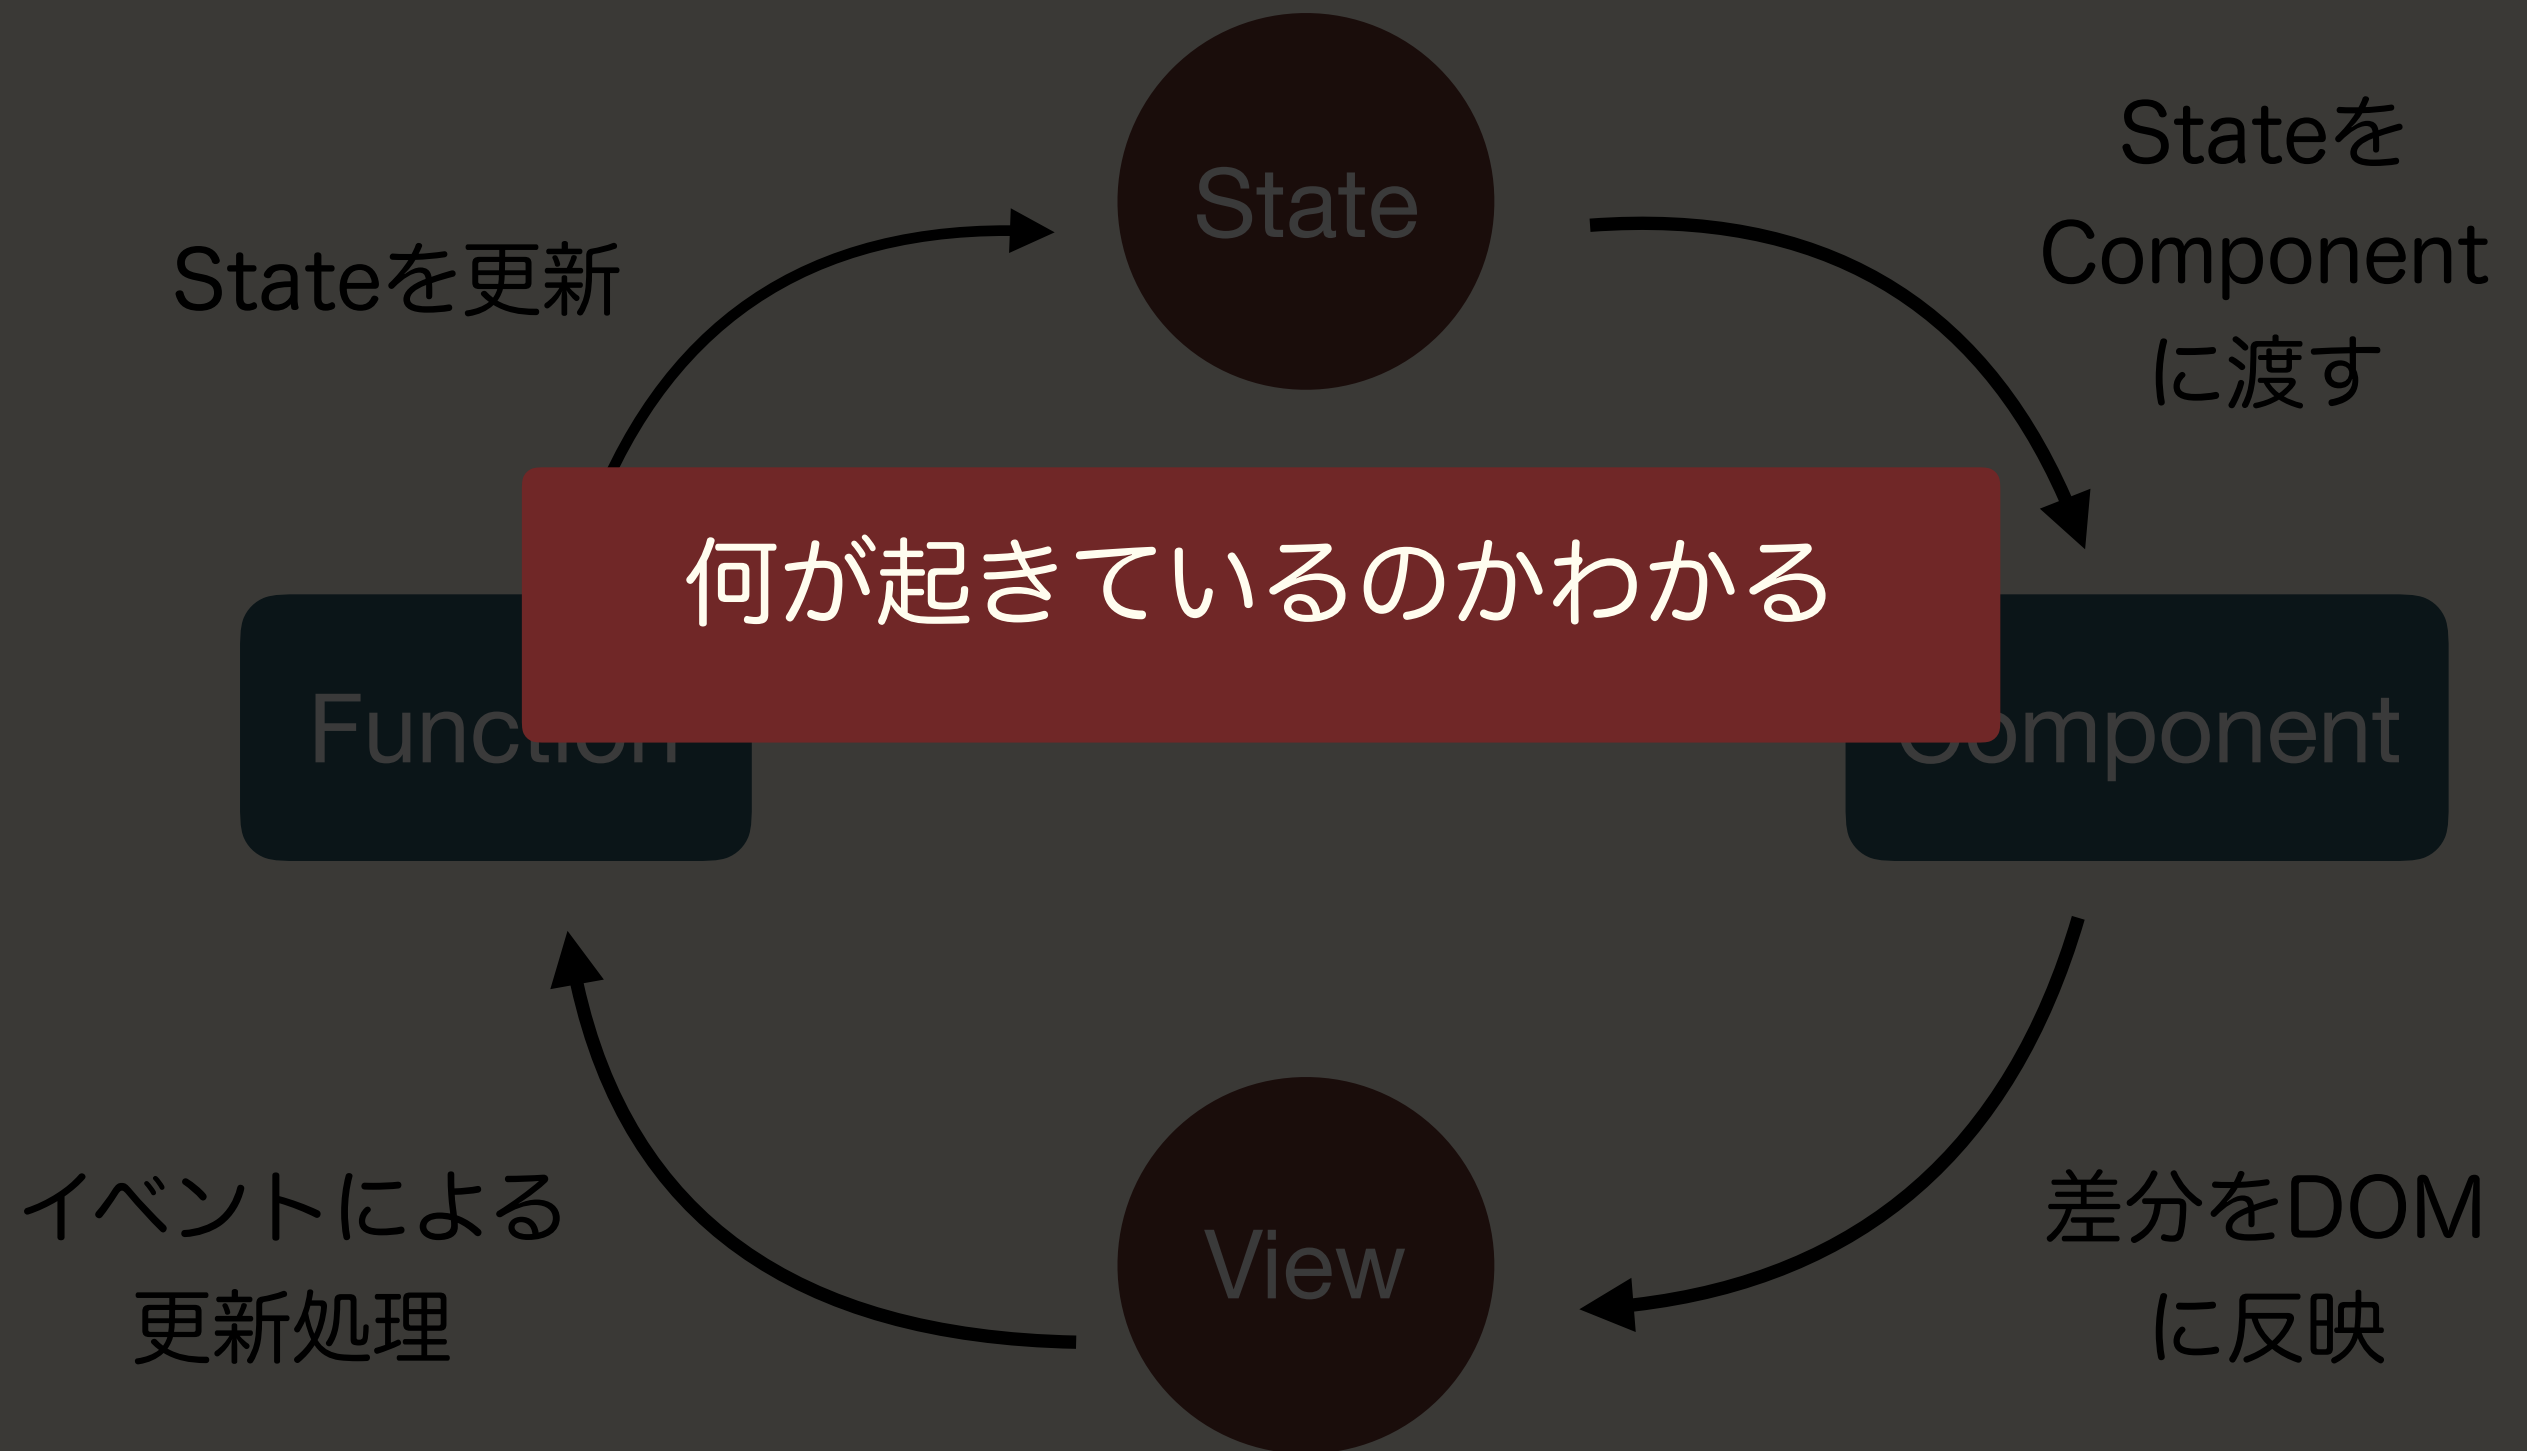 State
Stateを
Component
に渡す
Stateを更新
何が起きているのかわかる
Function
Component
イベントによる
更新処理
View
差分をDOM
に反映